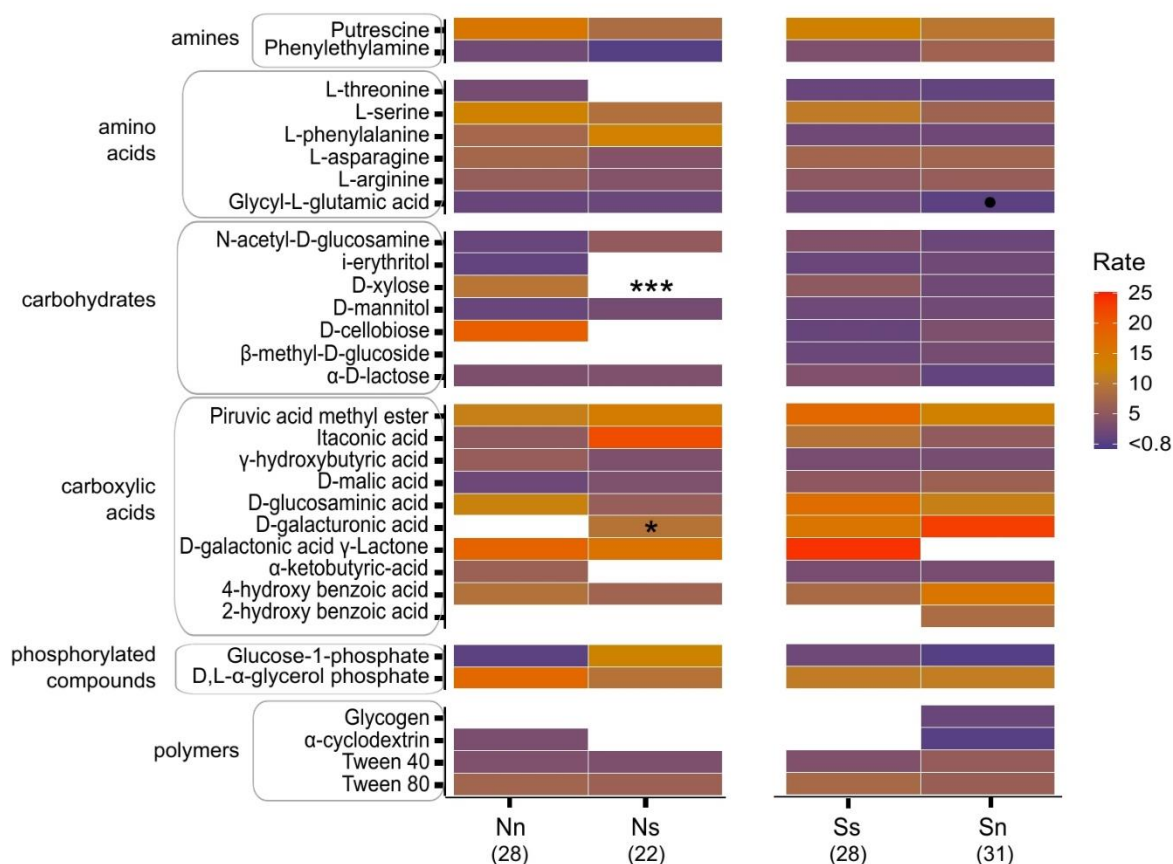 amines
Putrescine
Phenylethylamine
amino
acids
L-threonine
L-serine
L-phenylalanine
L-asparagine
L-arginine
Glycyl-L-glutamic acid
●
carbohydrates
N-acetyl-D-glucosamine
i-erythritol
D-xylose
***
D-mannitol
D-cellobiose
β-methyl-D-glucoside
α-D-lactose
carboxylic
acids
Piruvic acid methyl ester
Itaconic acid
γ-hydroxybutyric acid
D-malic acid
D-glucosaminic acid
D-galacturonic acid
*
D-galactonic acid γ-Lactone
α-ketobutyric-acid
4-hydroxy benzoic acid
2-hydroxy benzoic acid
phosphorylated
compounds
Glucose-1-phosphate
D,L-α-glycerol phosphate
polymers
Glycogen
α-cyclodextrin
Tween 40
Tween 80
Nn
(28)
Ns
(22)
Ss
(28)
Sn
(31)
Rate
25
20
15
10
5
<0.8